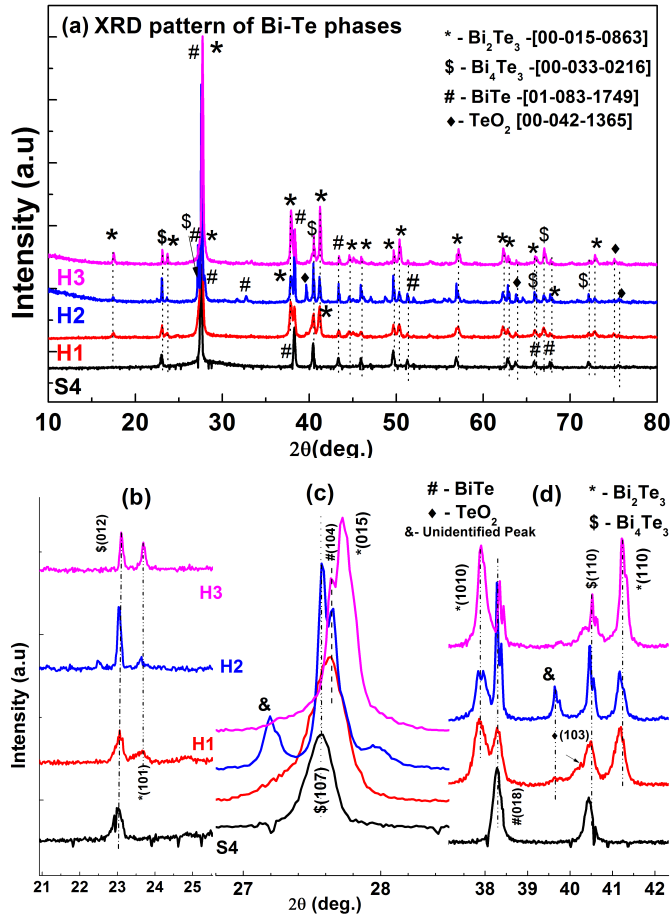 (a) XRD pattern of Bi-Te phases
* - Bi2Te3 -[00-015-0863]
$ - Bi4Te3 -[00-033-0216]
# - BiTe -[01-083-1749]
♦- TeO2 [00-042-1365]
Intensity (a.u)
# *
* $ * $ # * * # $ * # * * * * * * * $ * ♦
H3
# # * ♦ # $ ♦ * $ ♦
H2
*
H1
# # #
S4
10 20 30 40 50 60 70 80
2θ(deg.)
# - BiTe
♦ - TeO2
&- Unidentified Peak
* - Bi2Te3
$ - Bi4Te3
(b) (c) (d)
Intensity (a.u)
$(012)
*(101)
H3
H2
H1
S4
&
#(104)
*(015)
$(107)
*(1010)
&
♦(103)
#(018)
$(110)
*(110)
21 22 23 24 25 27 28 38 39 40 41 42
2θ (deg.)